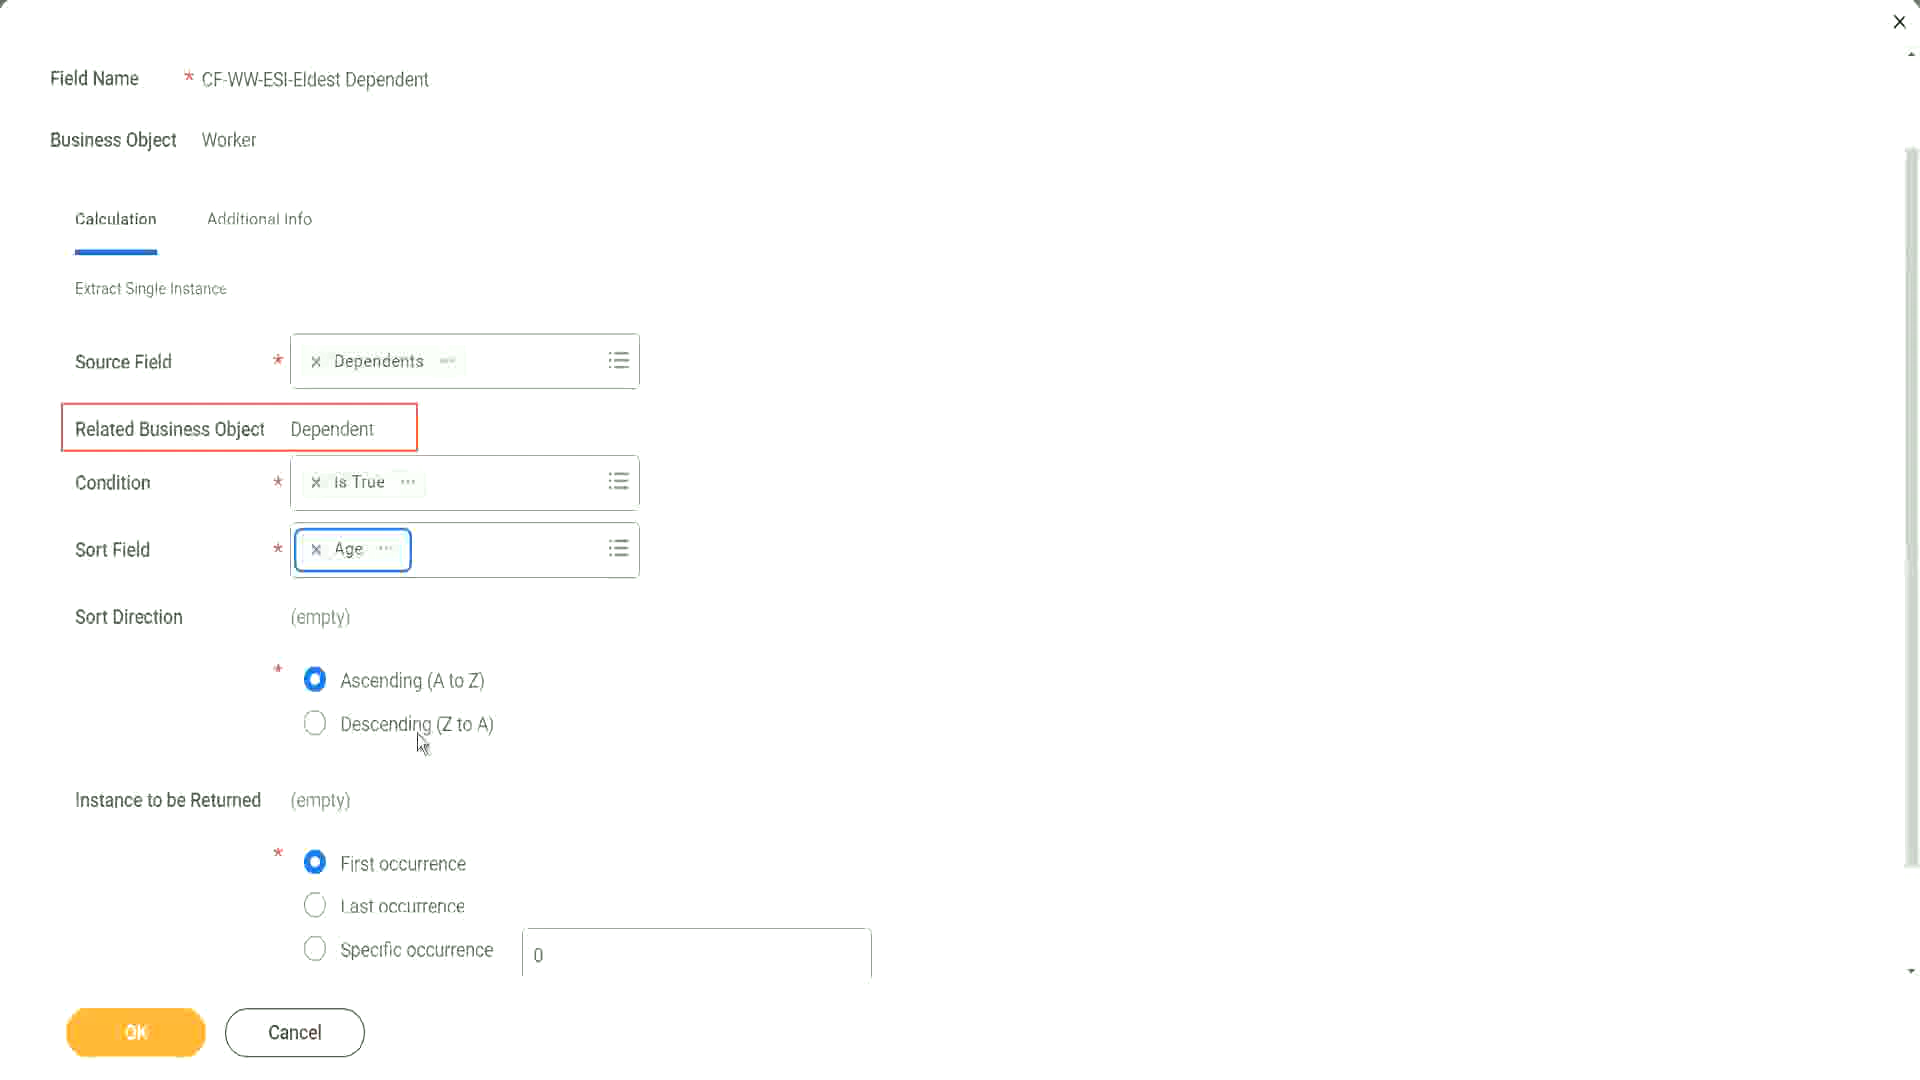 Field Name * CF-WW-ESI-Eldest Dependent
Business Object Worker
Calculation Additional Info
Extract Single Instance
Source Field * Dependents
Related Business Object Dependent
Condition * Is True
Sort Field * Age
Sort Direction (empty)
* Ascending (A to Z)
Descending (Z to A)
Instance to be Returned (empty)
* First occurrence
Last occurrence
Specific occurrence 0
OK Cancel